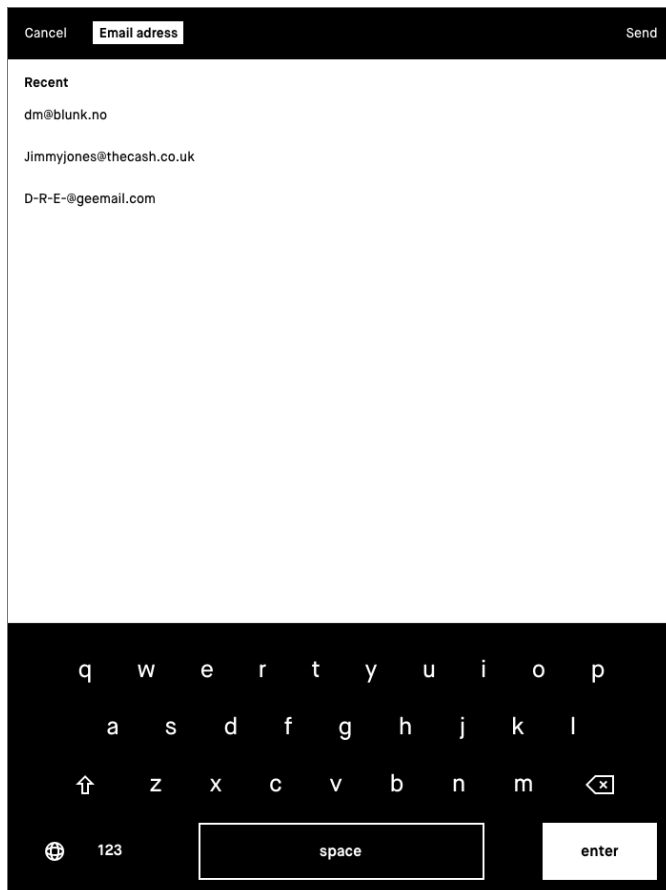 Cancel Email adress Send
Recent
dm@blunk.no
Jimmyjones@thecash.co.uk
D-R-E-@geemail.com
q w e r t y u i o p
a s d f g h j k l
z x c v b n m
123 space enter